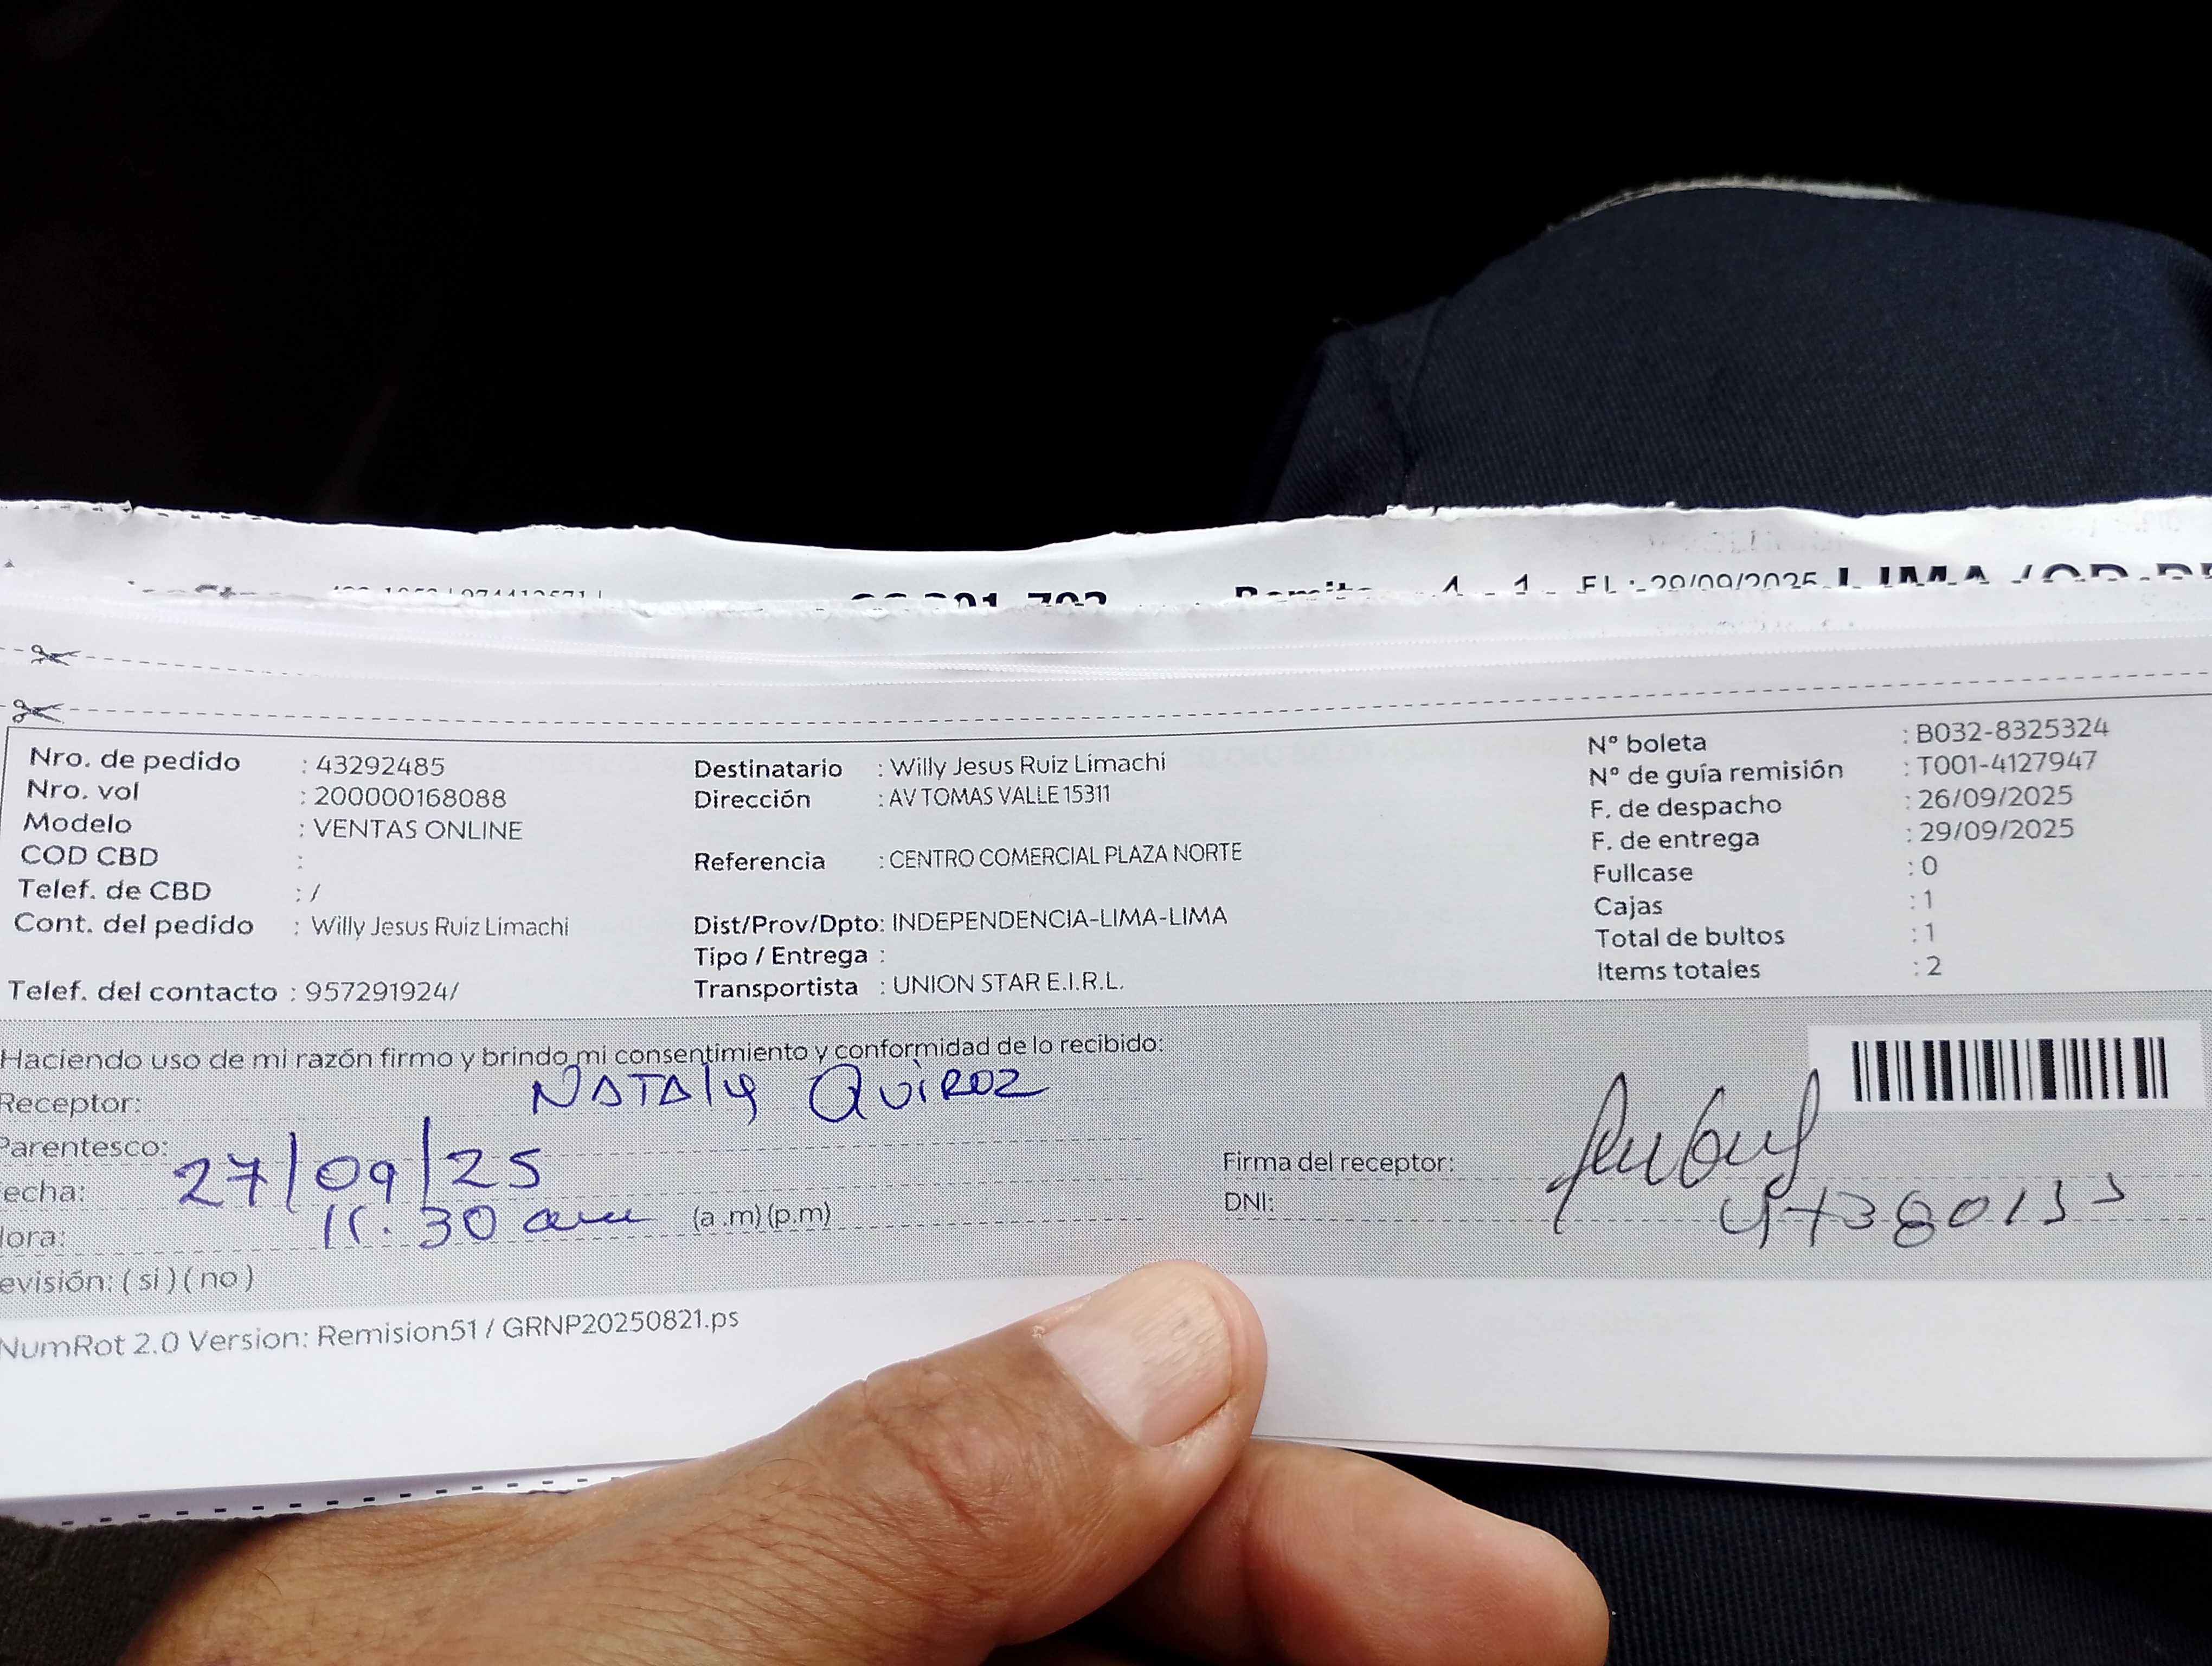 F.L.: 29/09/2025 LIMA
Nro. de pedido : 43292485
Nro. vol : 200000168088
Modelo : VENTAS ONLINE
COD CBD :
Telef. de CBD : /
Cont. del pedido : Willy Jesus Ruiz Limachi
Telef. del contacto : 957291924/
Destinatario : Willy Jesus Ruiz Limachi
Dirección : AV TOMAS VALLE 15311
Referencia : CENTRO COMERCIAL PLAZA NORTE
Dist/Prov/Dpto: INDEPENDENCIA-LIMA-LIMA
Tipo / Entrega :
Transportista : UNION STAR E.I.R.L.
N° boleta : B032-8325324
N° de guía remisión : T001-4127947
F. de despacho : 26/09/2025
F. de entrega : 29/09/2025
Fullcase : 0
Cajas : 1
Total de bultos : 1
Items totales : 2
Haciendo uso de mi razón firmo y brindo mi consentimiento y conformidad de lo recibido:
Receptor: NATALY QUIROZ
Parentesco:
echa: 27/09/25
ora: 11.30 am (a.m)(p.m)
evisión: (si)(no)
Firma del receptor:
DNI:
NumRot 2.0 Version: Remision51 / GRNP20250821.ps